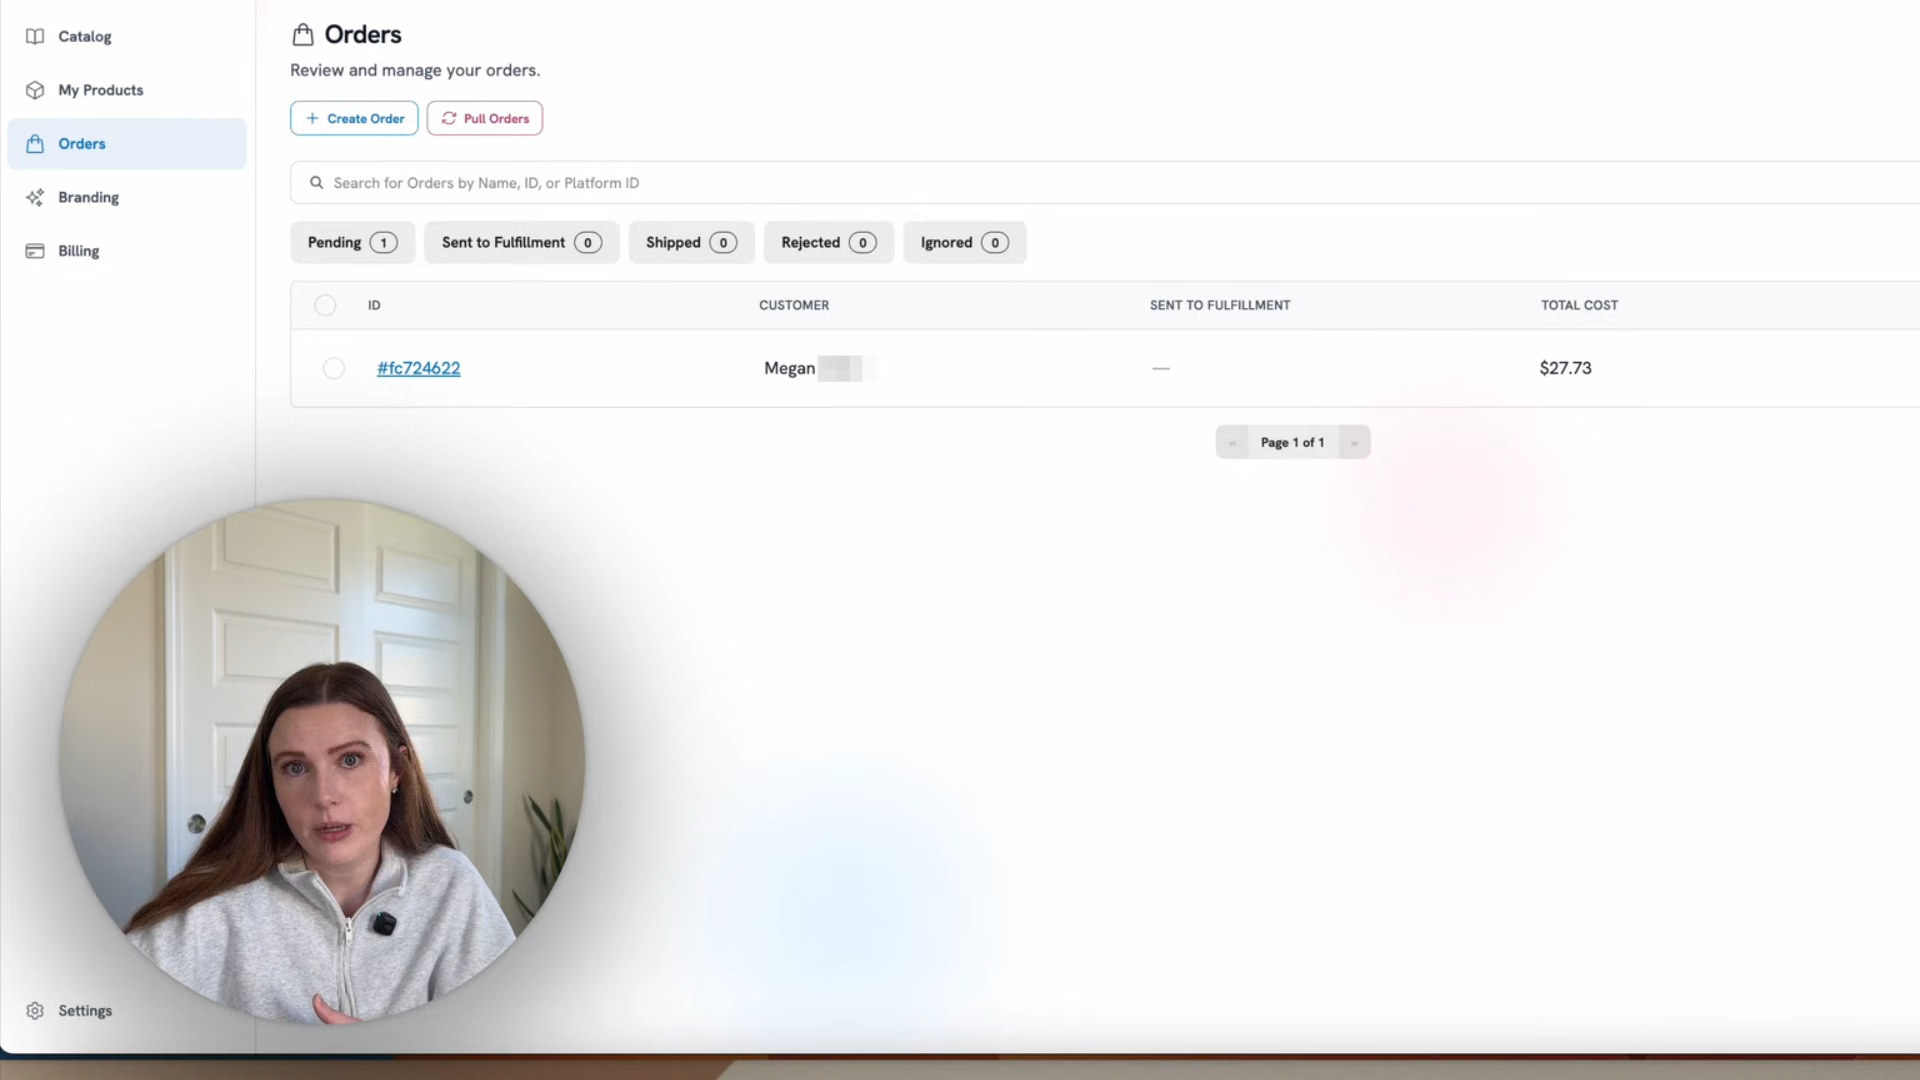 Catalog
My Products
Orders
Branding
Billing
Settings
Orders
Review and manage your orders.
Create Order
Pull Orders
Search for Orders by Name, ID, or Platform ID
Pending 1
Sent to Fulfillment 0
Shipped 0
Rejected 0
Ignored 0
ID CUSTOMER SENT TO FULFILLMENT TOTAL COST
#fc724622 Megan — $27.73
« Page 1 of 1 »